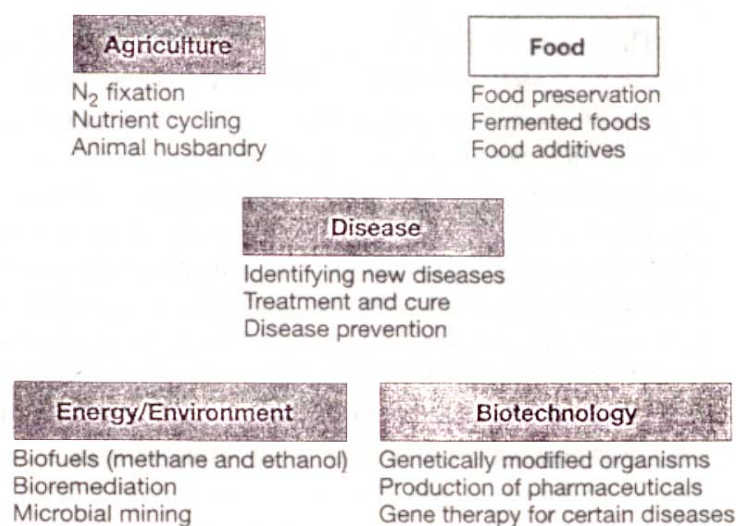 Agriculture
N₂ fixation
Nutrient cycling
Animal husbandry
Food
Food preservation
Fermented foods
Food additives
Disease
Identifying new diseases
Treatment and cure
Disease prevention
Energy/Environment
Biofuels (methane and ethanol)
Bioremediation
Microbial mining
Biotechnology
Genetically modified organisms
Production of pharmaceuticals
Gene therapy for certain diseases